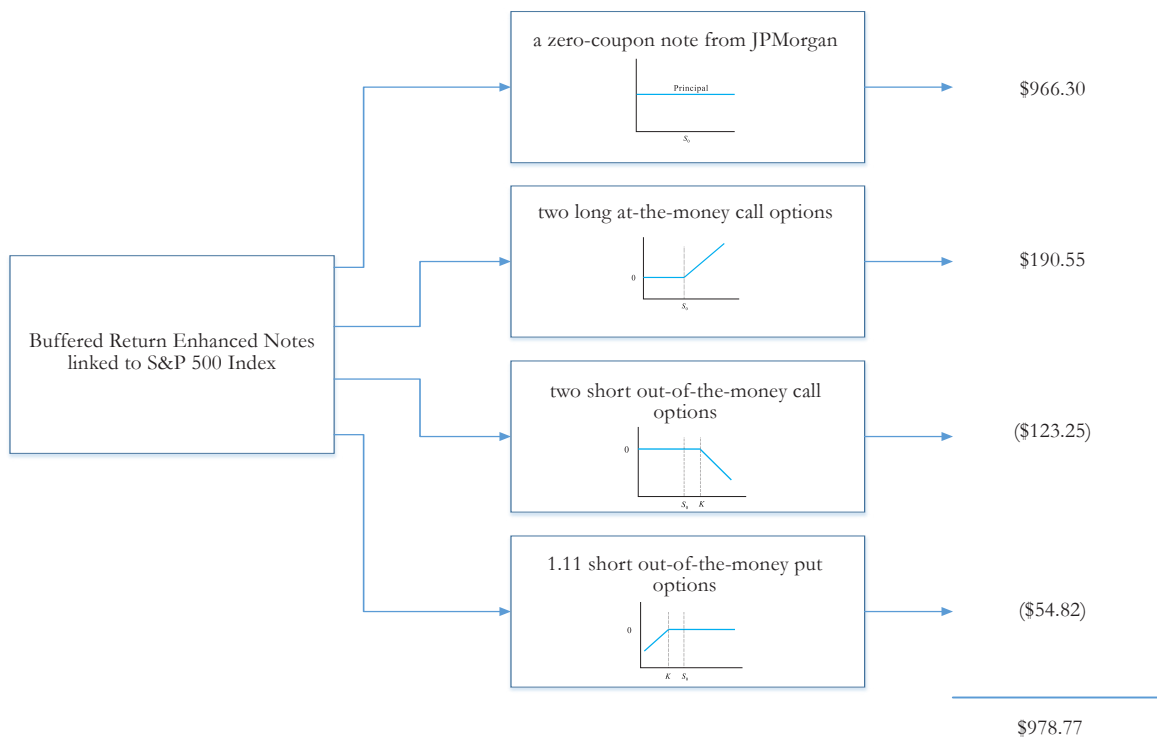 a zero-coupon note from JPMorgan
Principal
S0
$966.30
two long at-the-money call options
0
S0
$190.55
Buffered Return Enhanced Notes
linked to S&P 500 Index
two short out-of-the-money call
options
0
S0 K
($123.25)
1.11 short out-of-the-money put
options
0
K S0
($54.82)
$978.77